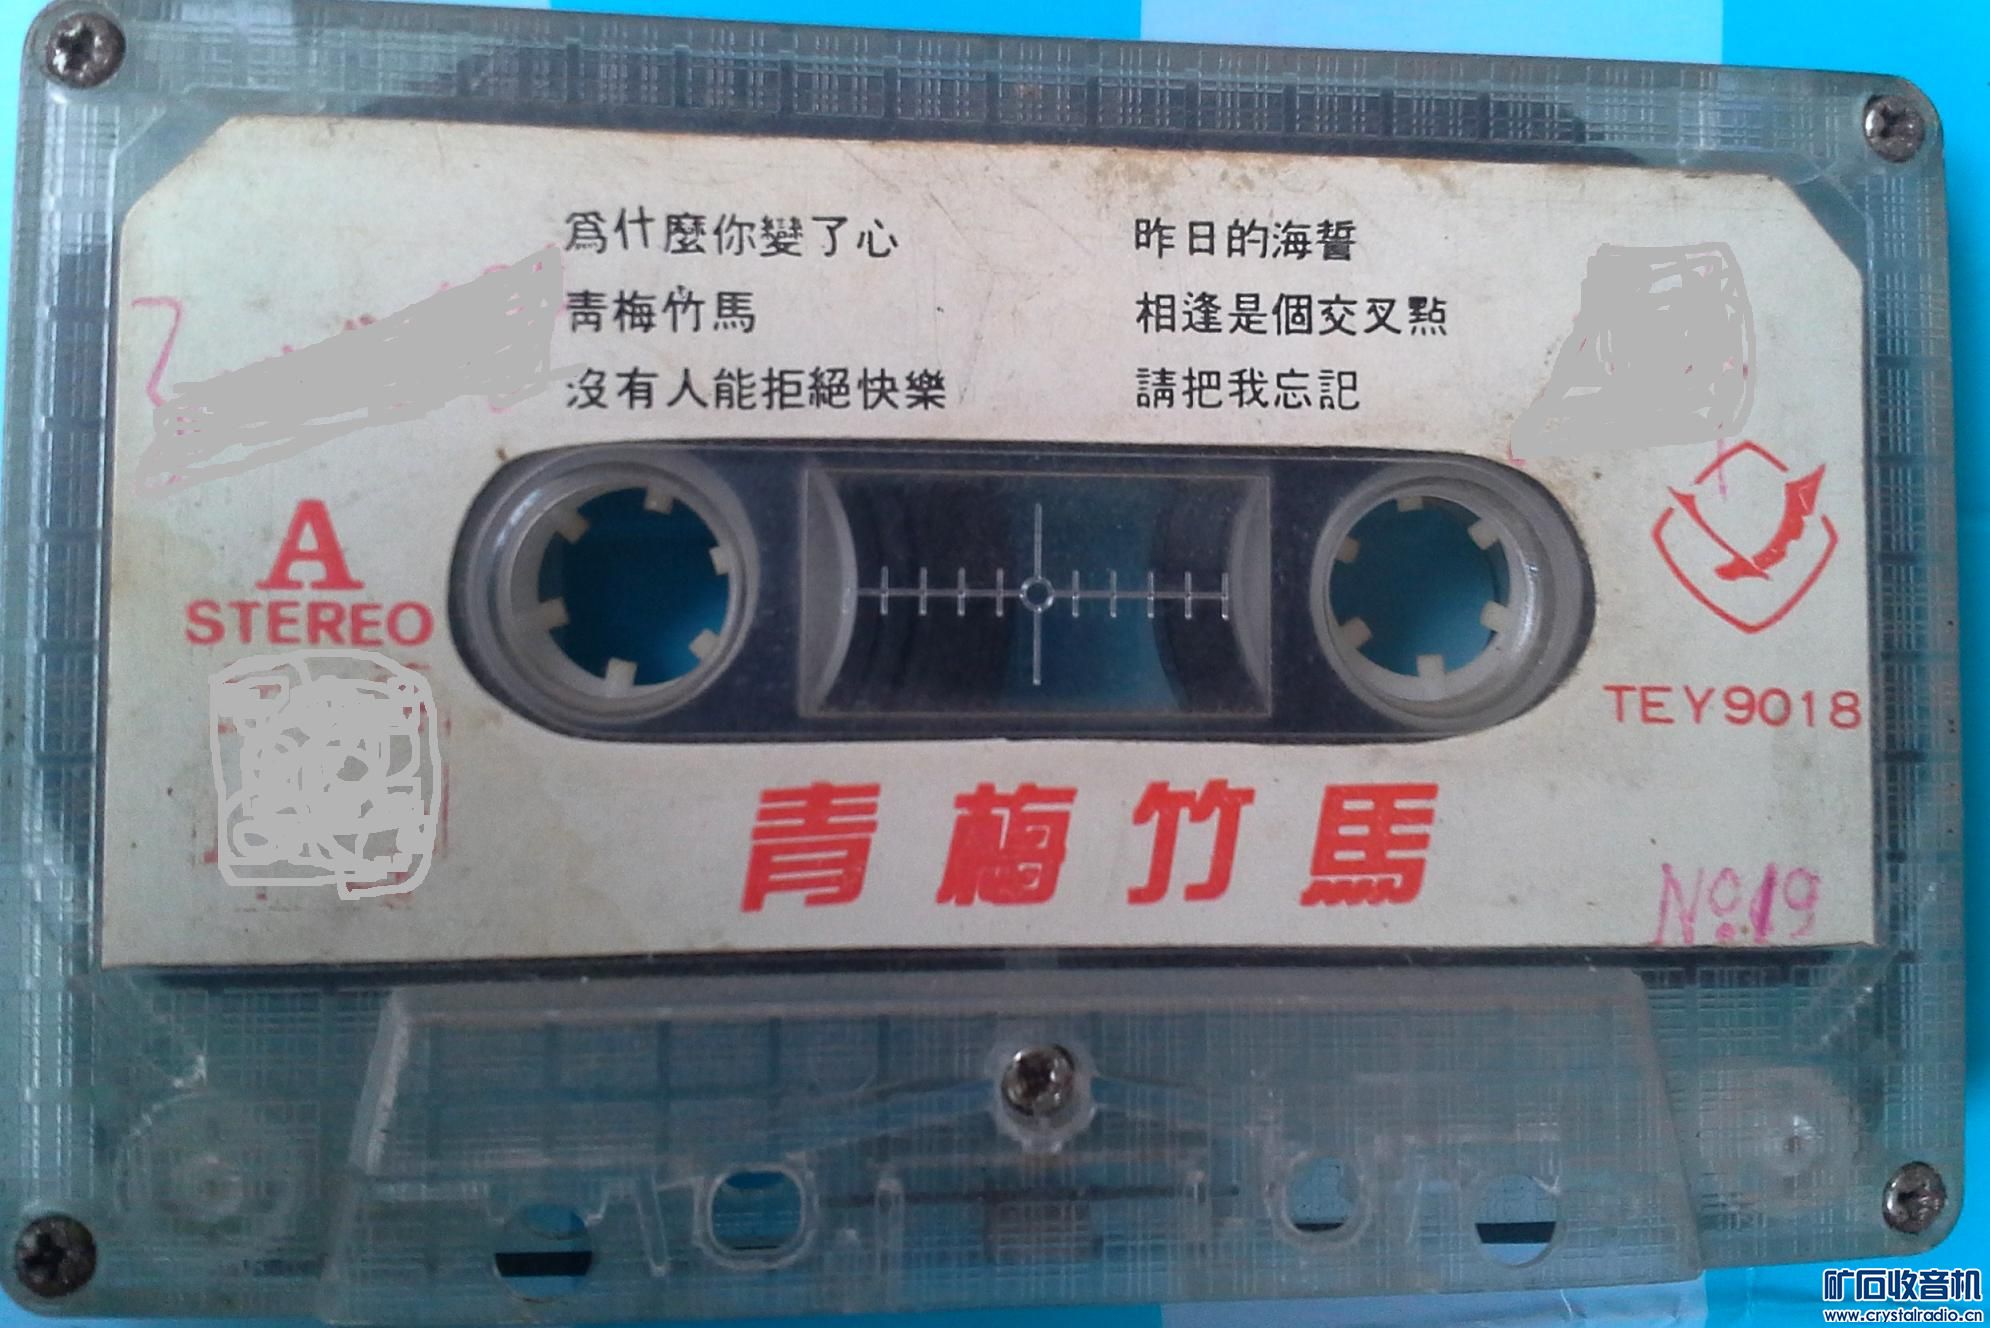 為什麼你變了心
青梅竹馬
沒有人能拒絕快樂
昨日的海誓
相逢是個交叉點
請把我忘記
A
STEREO
TEY9018
青梅竹馬
No.19
矿石收音机
www.crystalradio.cn